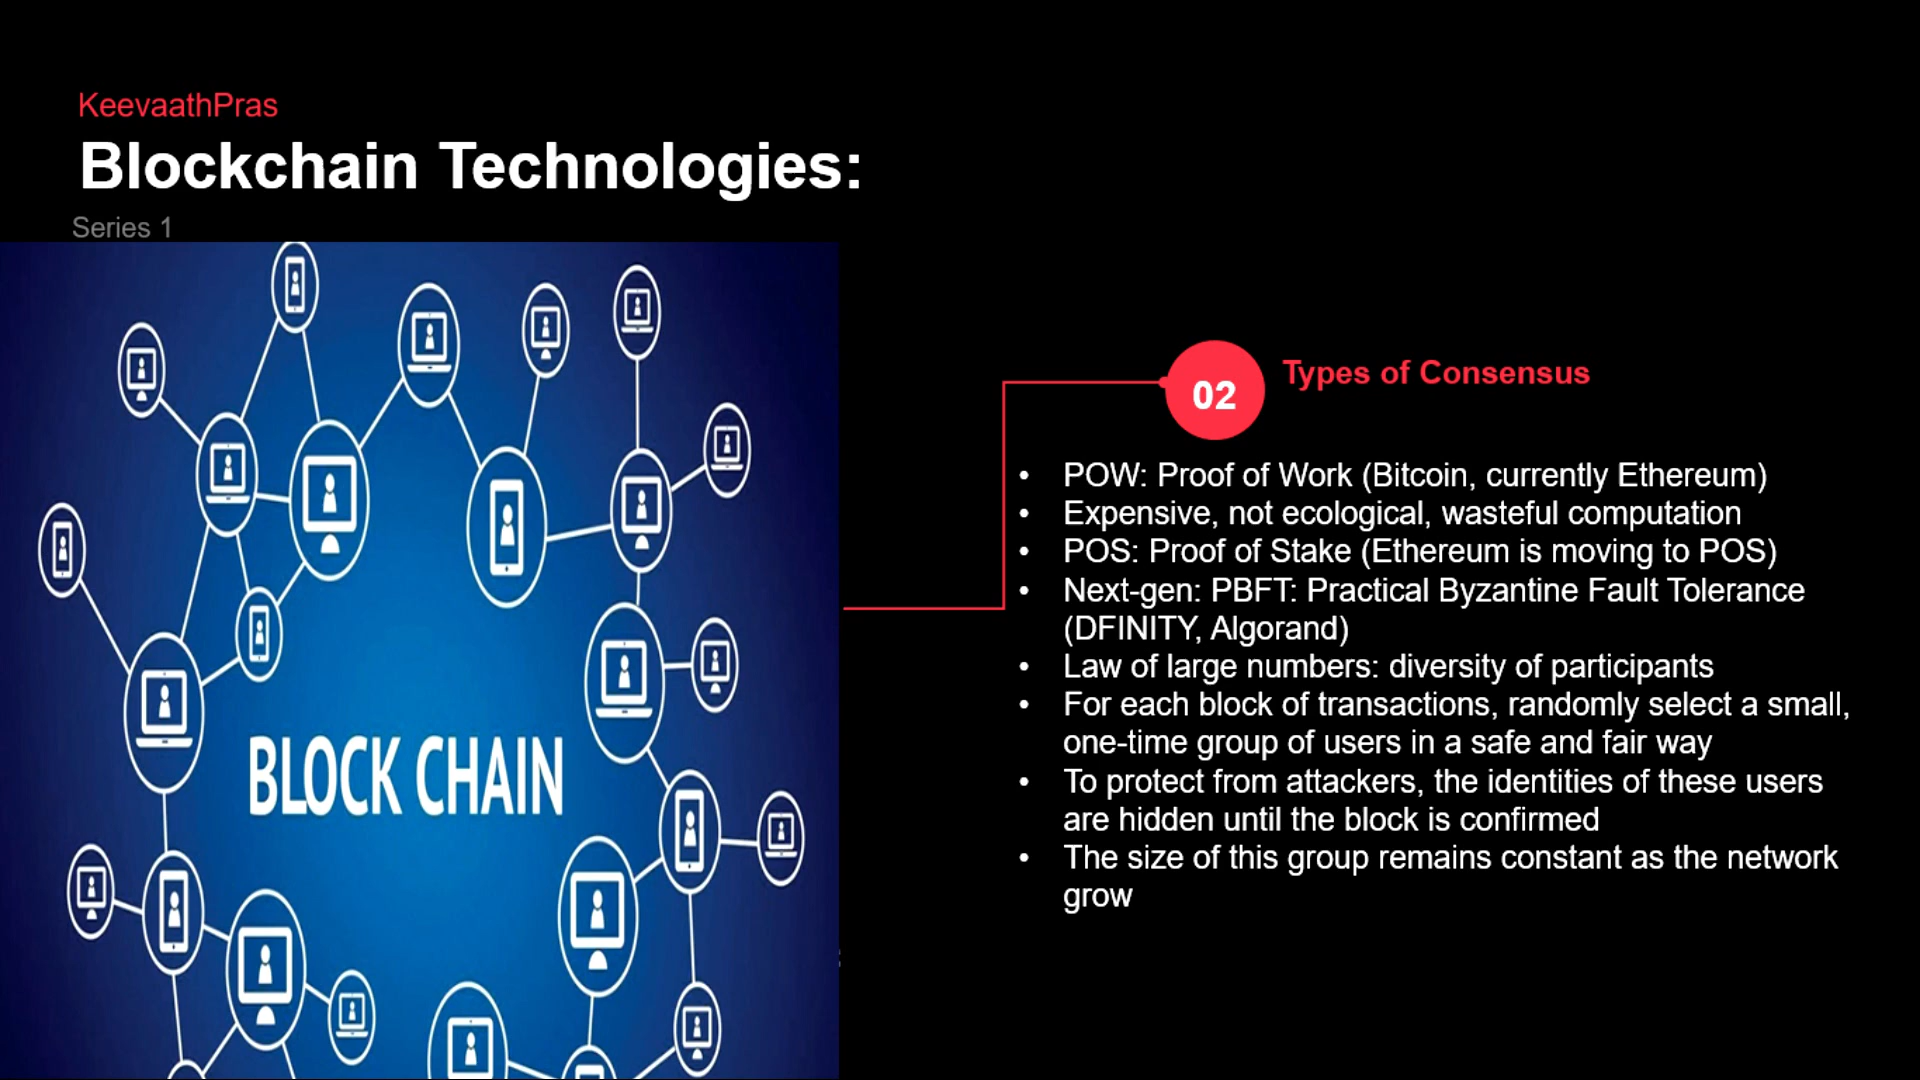 KeevaathPras
Blockchain Technologies:
Series 1
BLOCK CHAIN
02
Types of Consensus
• POW: Proof of Work (Bitcoin, currently Ethereum)
• Expensive, not ecological, wasteful computation
• POS: Proof of Stake (Ethereum is moving to POS)
• Next-gen: PBFT: Practical Byzantine Fault Tolerance
(DFINITY, Algorand)
• Law of large numbers: diversity of participants
• For each block of transactions, randomly select a small,
one-time group of users in a safe and fair way
• To protect from attackers, the identities of these users
are hidden until the block is confirmed
• The size of this group remains constant as the network
grow